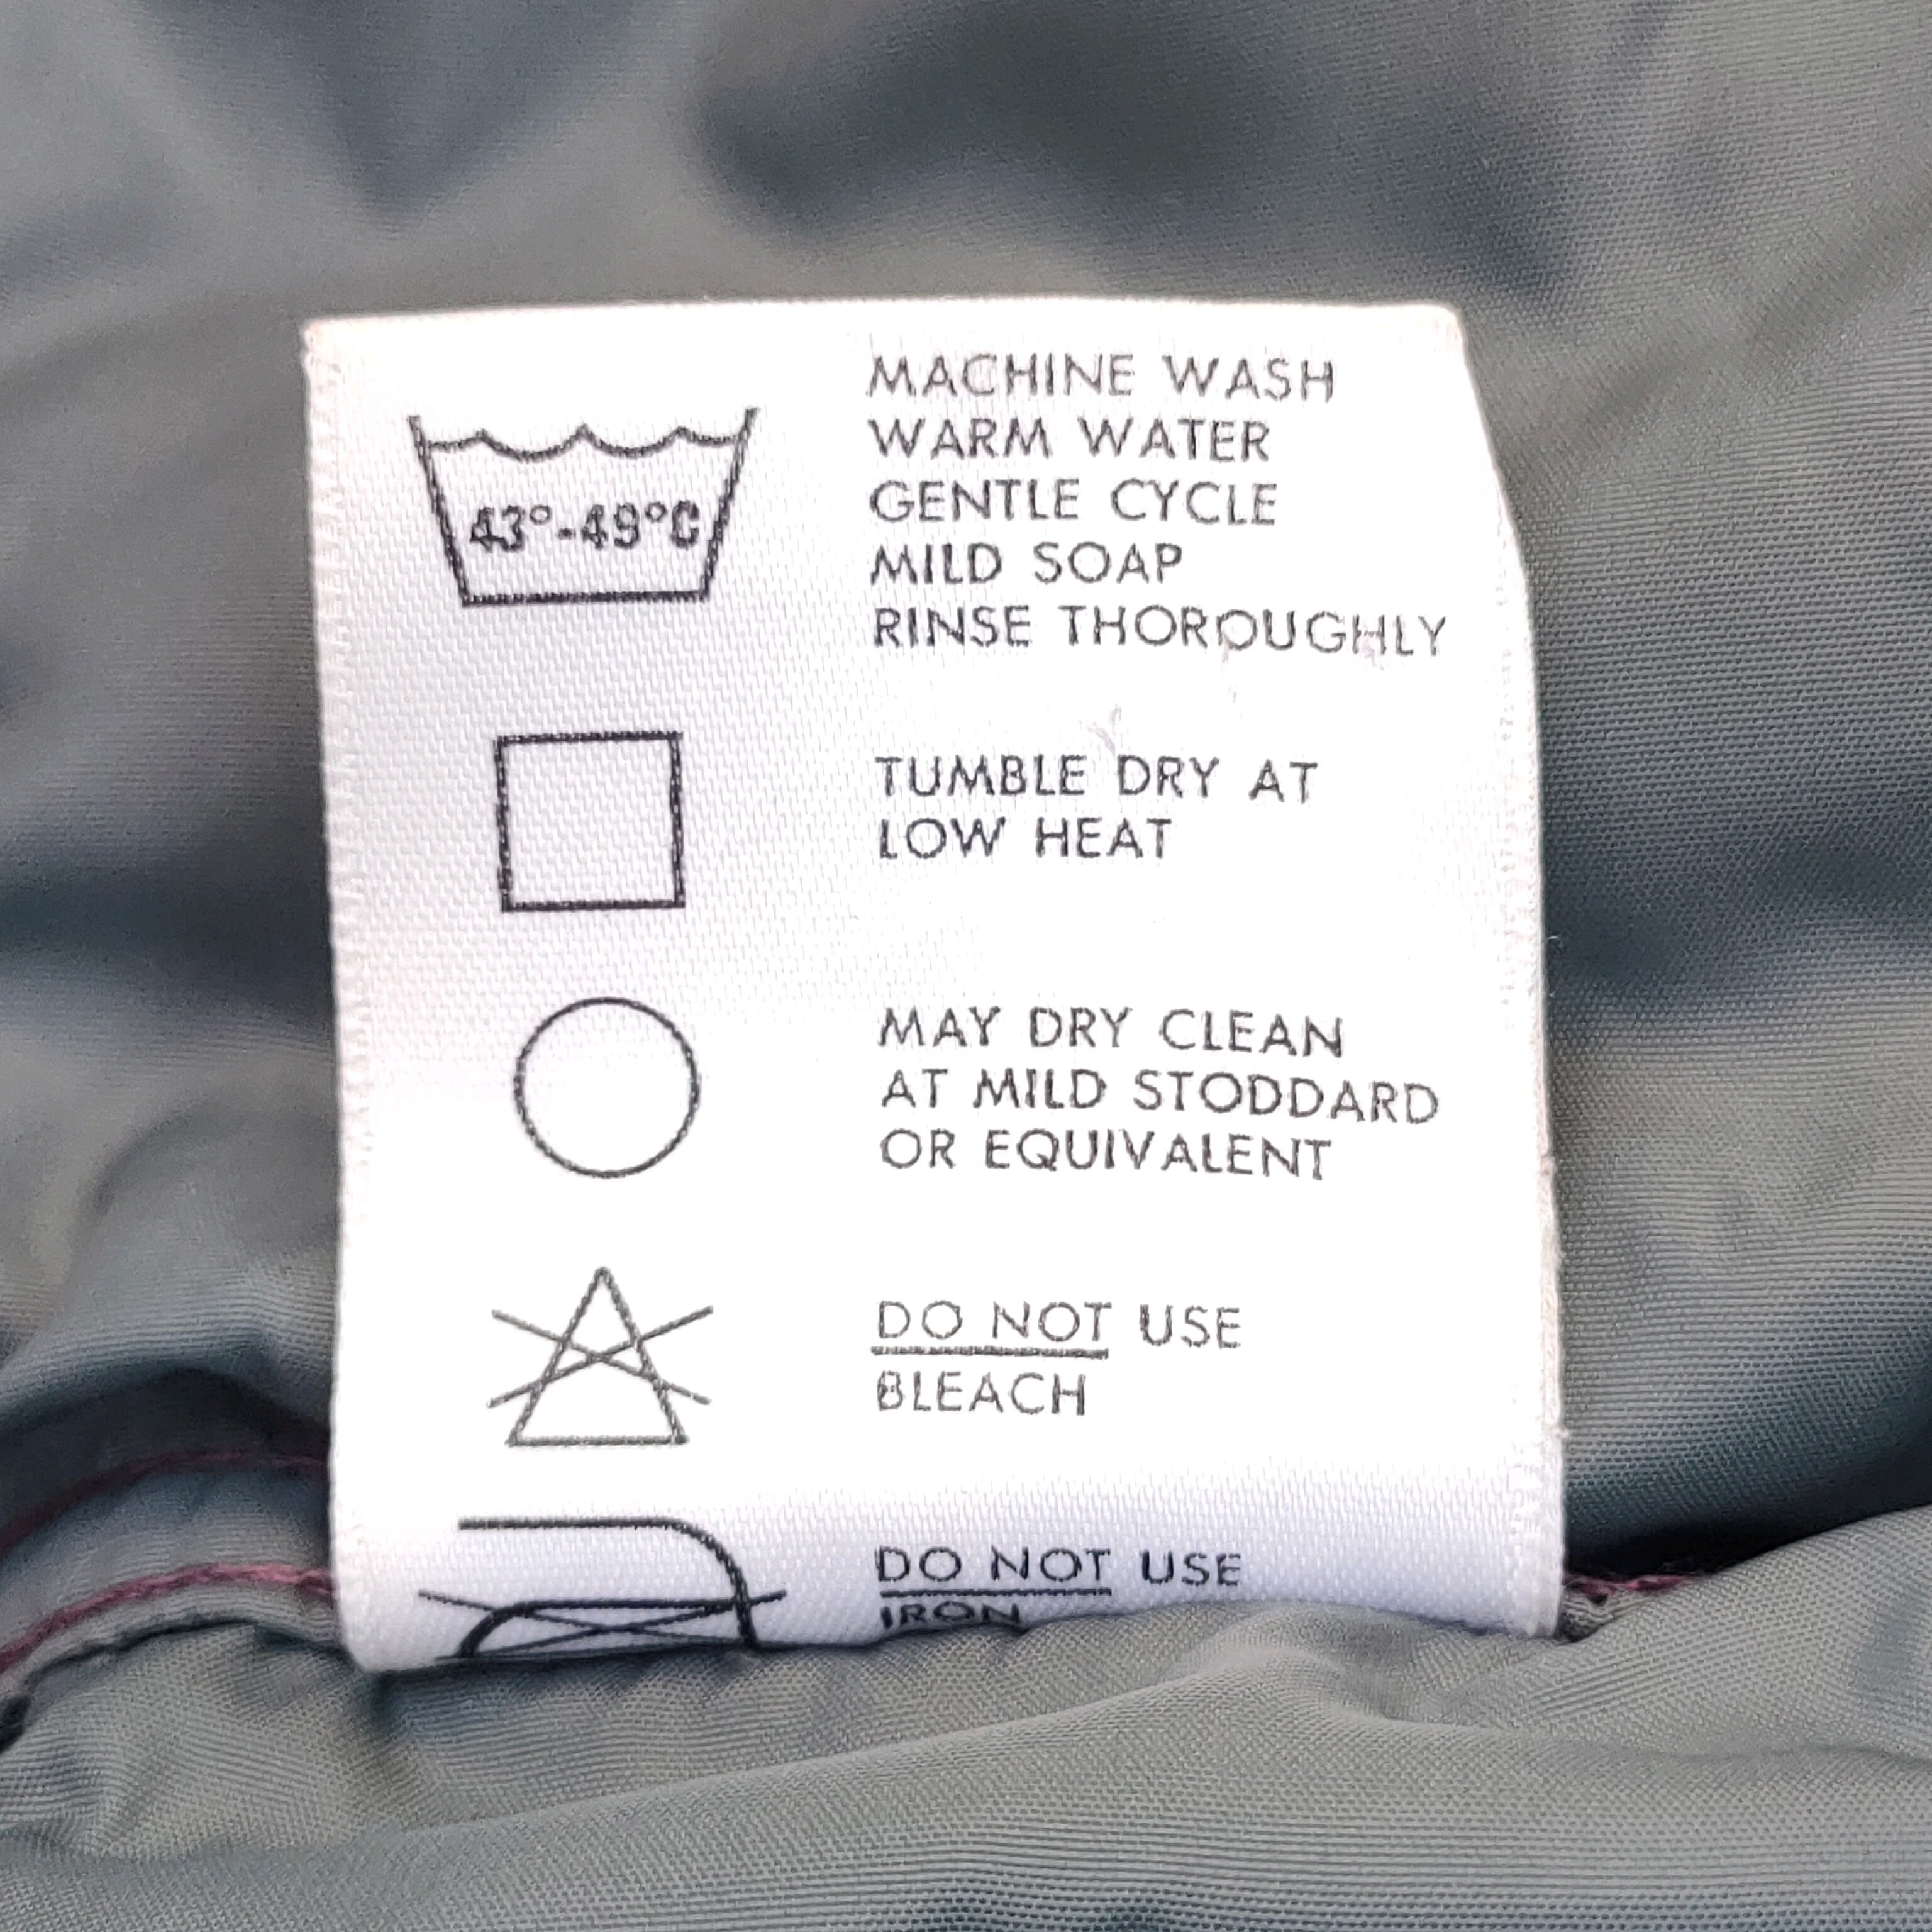 MACHINE WASH
WARM WATER
GENTLE CYCLE
MILD SOAP
RINSE THOROUGHLY
43°-49°C
TUMBLE DRY AT
LOW HEAT
MAY DRY CLEAN
AT MILD STODDARD
OR EQUIVALENT
DO NOT USE
BLEACH
DO NOT USE
IRON